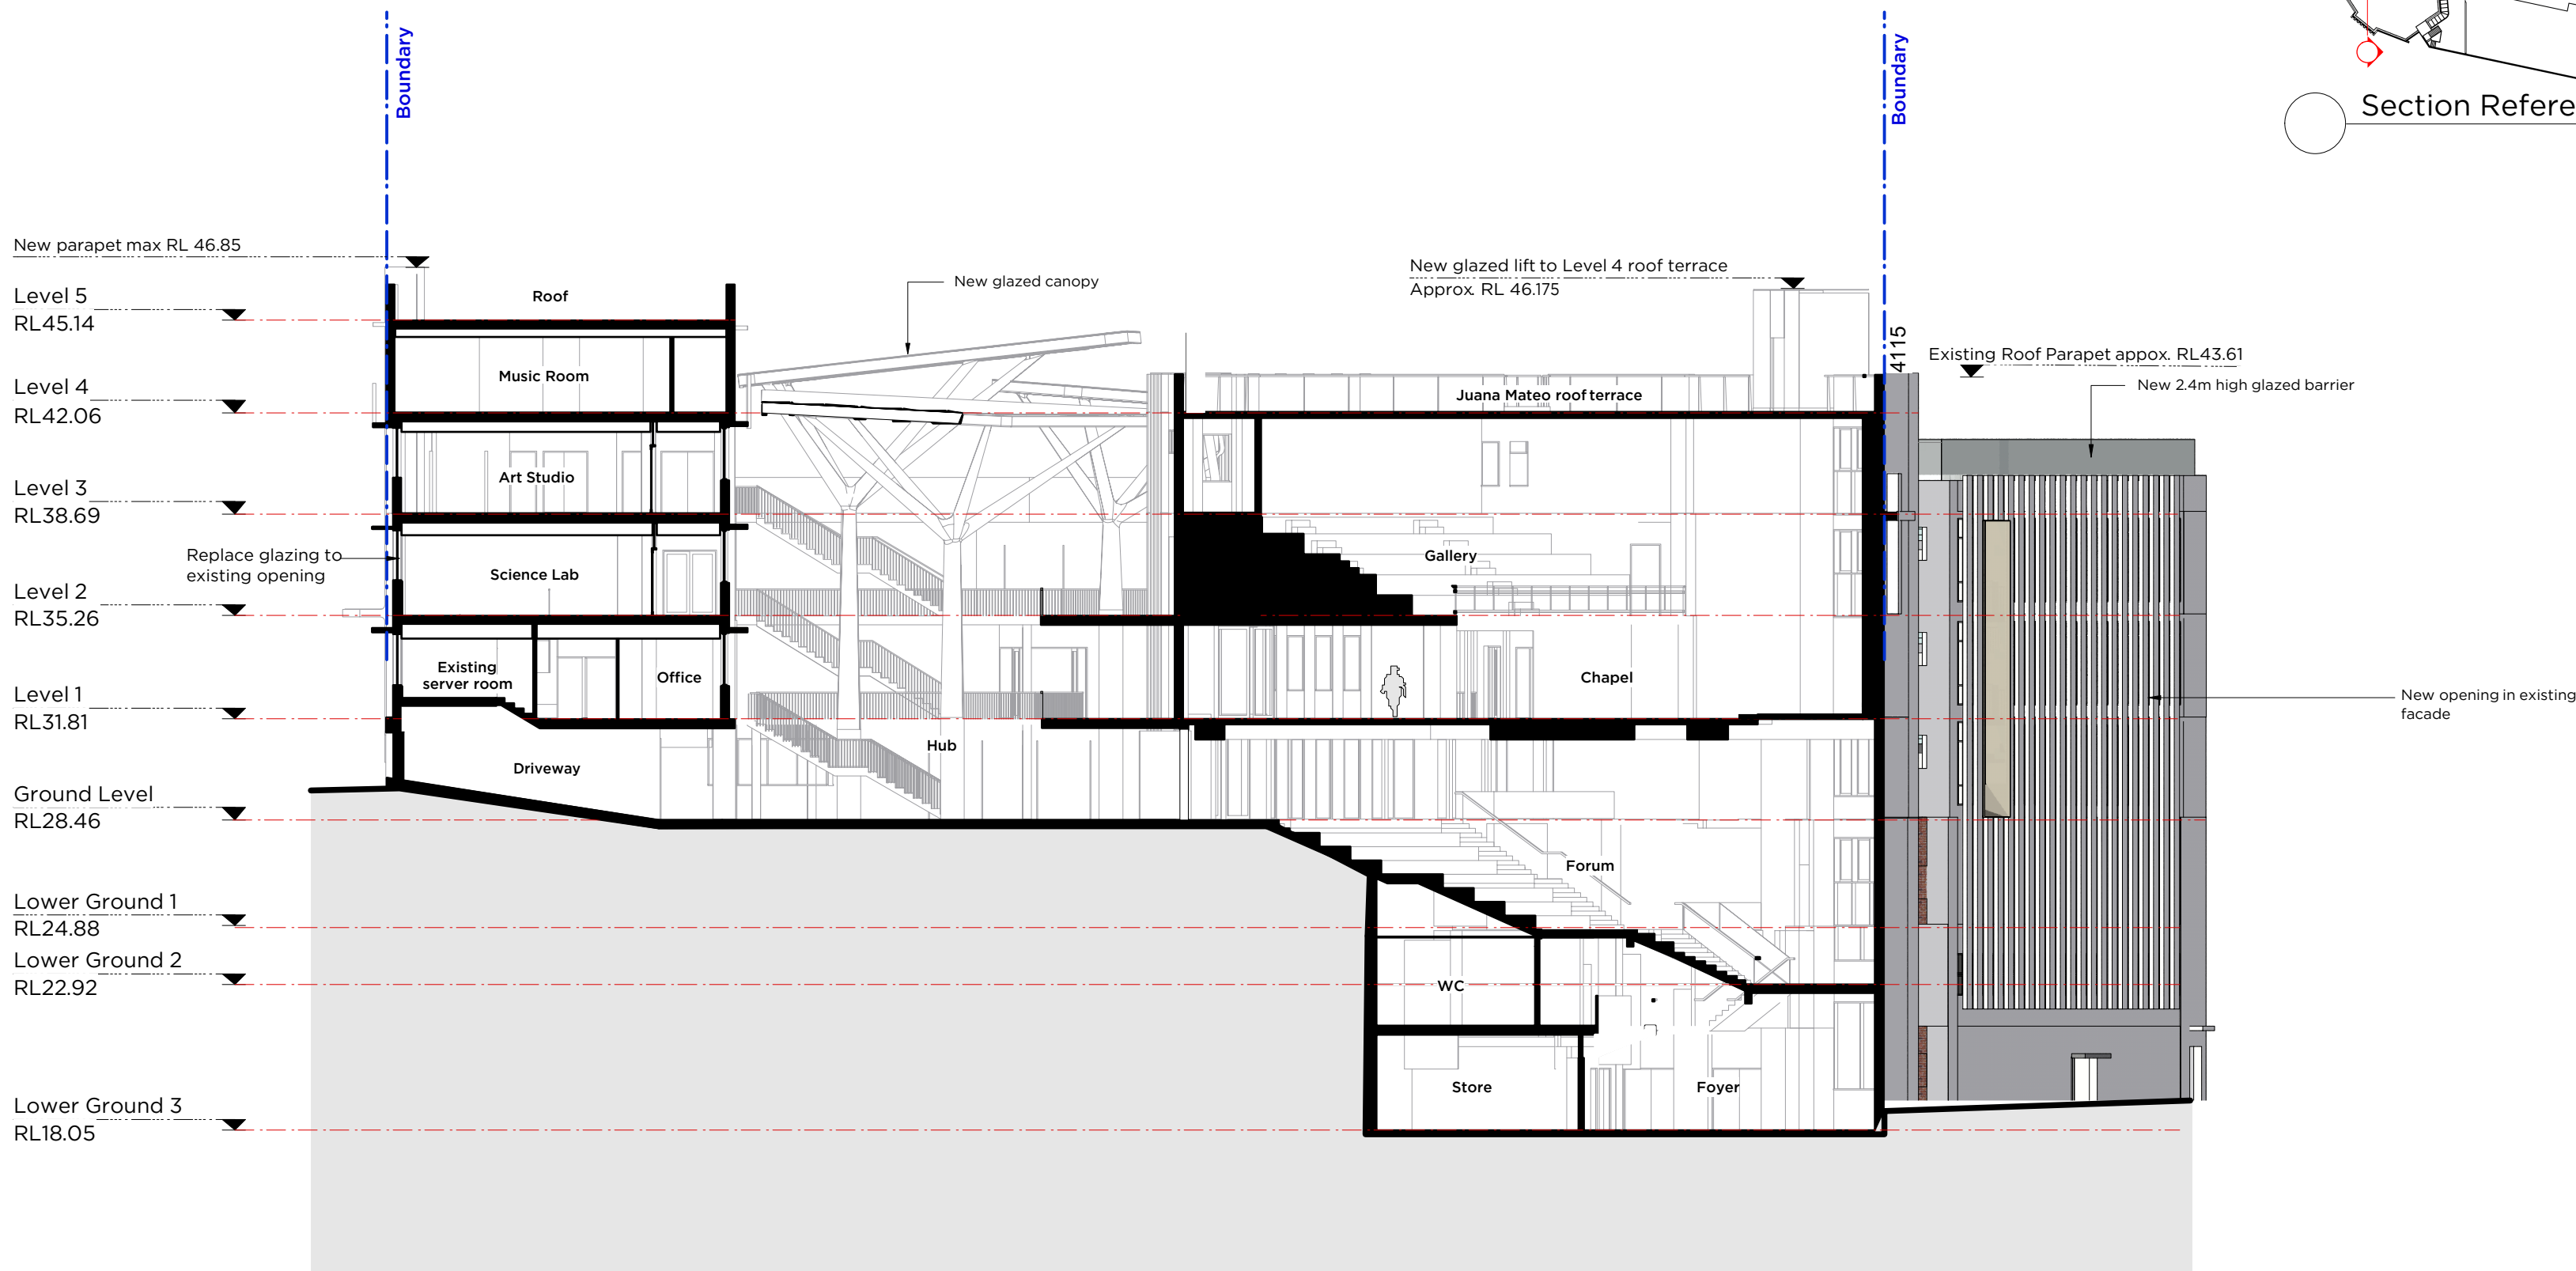 Boundary
Boundary
Section Refere
New parapet max RL 46.85
Level 5
RL45.14
Level 4
RL42.06
Level 3
RL38.69
Replace glazing to
existing opening
Level 2
RL35.26
Level 1
RL31.81
Ground Level
RL28.46
Lower Ground 1
RL24.88
Lower Ground 2
RL22.92
Lower Ground 3
RL18.05
Roof
Music Room
Art Studio
Science Lab
Existing
server room
Office
Driveway
New glazed canopy
Hub
New glazed lift to Level 4 roof terrace
Approx. RL 46.175
Juana Mateo roof terrace
Gallery
Chapel
Forum
WC
Store
Foyer
4115
Existing Roof Parapet appox. RL43.61
New 2.4m high glazed barrier
New opening in existing
facade